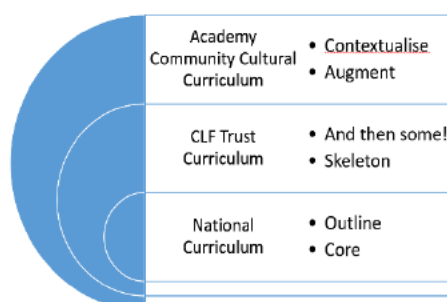 Academy
Community Cultural
Curriculum
• Contextualise
• Augment
CLF Trust
Curriculum
• And then some!
• Skeleton
National
Curriculum
• Outline
• Core